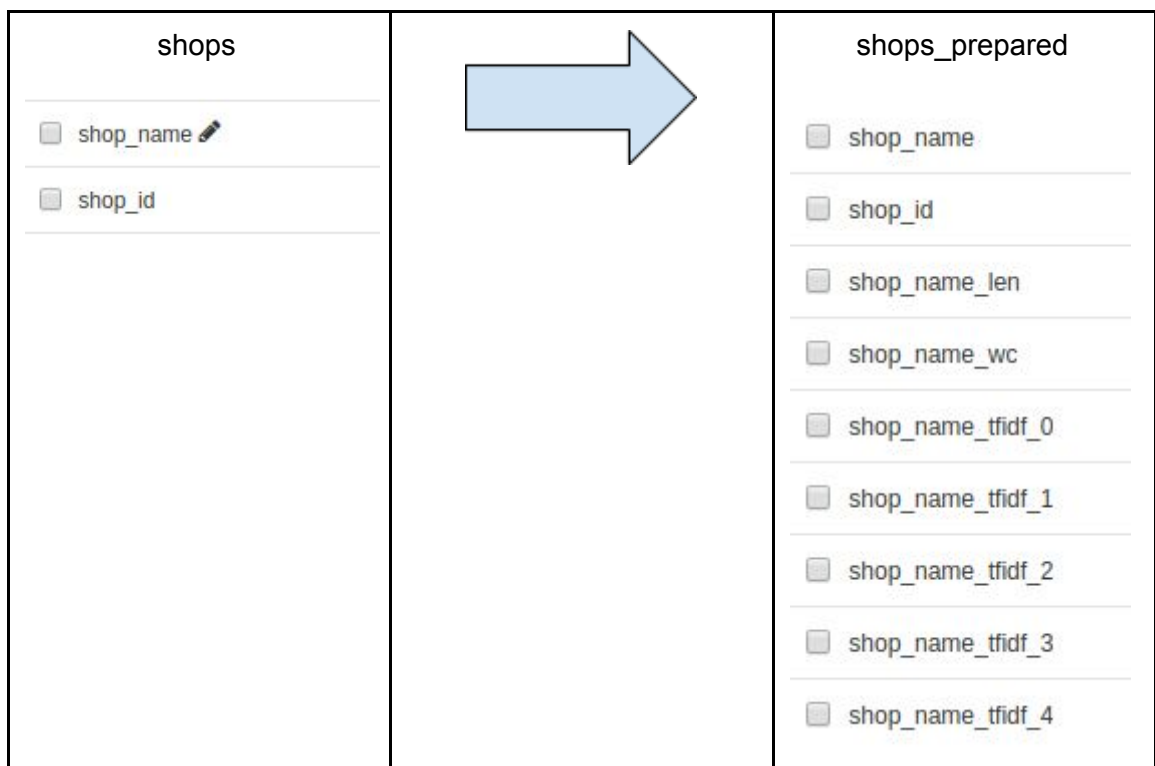 shops
shop_name
shop_id
shops_prepared
shop_name
shop_id
shop_name_len
shop_name_wc
shop_name_tfidf_0
shop_name_tfidf_1
shop_name_tfidf_2
shop_name_tfidf_3
shop_name_tfidf_4